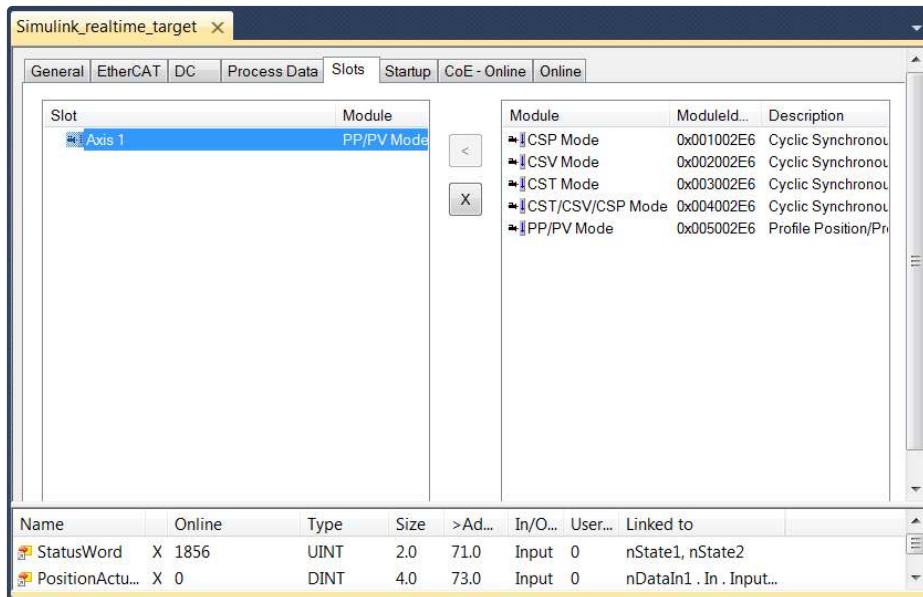 Simulink_realtime_target X
General EtherCAT DC Process Data Slots Startup CoE - Online Online
Slot Module
Axis 1 PP/PV Mode
<
X
Module ModuleId... Description
CSP Mode 0x001002E6 Cyclic Synchronou
CSV Mode 0x002002E6 Cyclic Synchronou
CST Mode 0x003002E6 Cyclic Synchronou
CST/CSV/CSP Mode 0x004002E6 Cyclic Synchronou
PP/PV Mode 0x005002E6 Profile Position/Pr
Name Online Type Size >Ad... In/O... User... Linked to
StatusWord X 1856 UINT 2.0 71.0 Input 0 nState1, nState2
PositionActu... X 0 DINT 4.0 73.0 Input 0 nDataIn1 . In . Input...